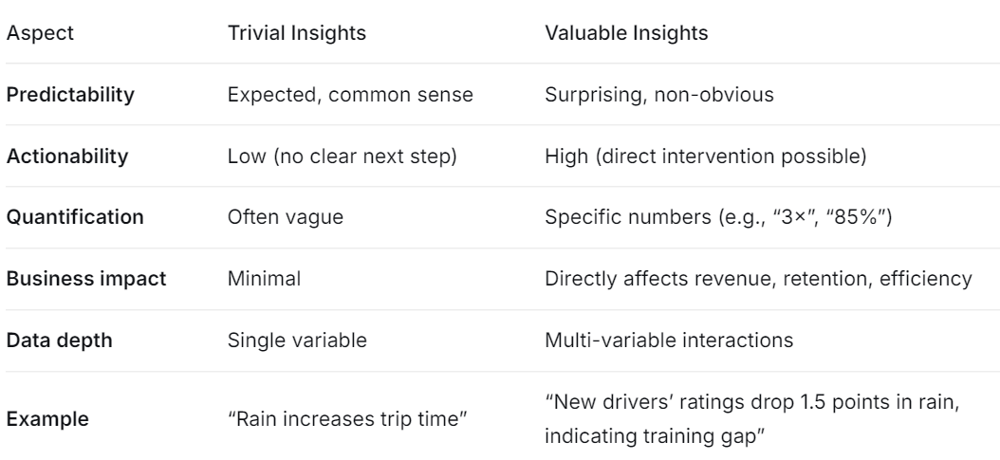 Aspect Trivial Insights Valuable Insights
Predictability Expected, common sense Surprising, non-obvious
Actionability Low (no clear next step) High (direct intervention possible)
Quantification Often vague Specific numbers (e.g., “3×”, “85%”)
Business impact Minimal Directly affects revenue, retention, efficiency
Data depth Single variable Multi-variable interactions
Example “Rain increases trip time” “New drivers’ ratings drop 1.5 points in rain,
indicating training gap”